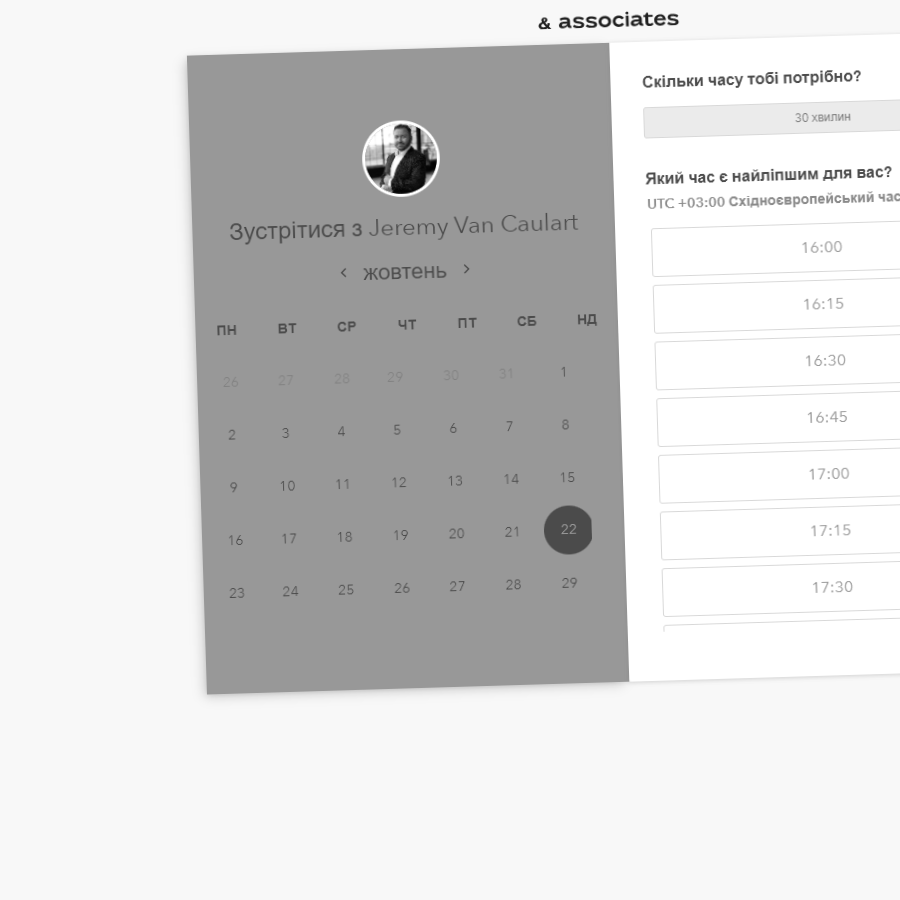 & associates
Зустрітися з Jeremy Van Caulart
жовтень
ПН ВТ СР ЧТ ПТ СБ НД
26 27 28 29 30 31 1
2 3 4 5 6 7 8
9 10 11 12 13 14 15
16 17 18 19 20 21 22
23 24 25 26 27 28 29
Скільки часу тобі потрібно?
30 хвилин
Який час є найліпшим для вас?
UTC +03:00 Східноєвропейський час
16:00
16:15
16:30
16:45
17:00
17:15
17:30